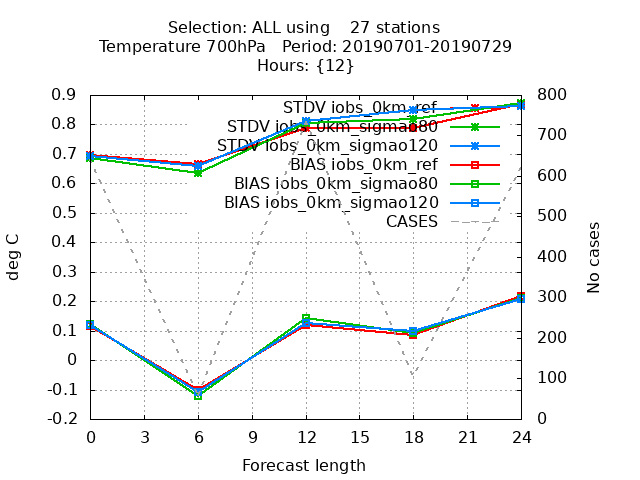 Selection: ALL using 27 stations
Temperature 700hPa Period: 20190701-20190729
Hours: {12}
0.9
0.8
0.7
0.6
0.5
0.4
0.3
0.2
0.1
0
-0.1
-0.2
deg C
STDV iobs_0km_ref
STDV iobs_0km_sigmao80
STDV iobs_0km_sigmao120
BIAS iobs_0km_ref
BIAS iobs_0km_sigmao80
BIAS iobs_0km_sigmao120
CASES
800
700
600
500
400
300
200
100
0
No cases
0 3 6 9 12 15 18 21 24
Forecast length